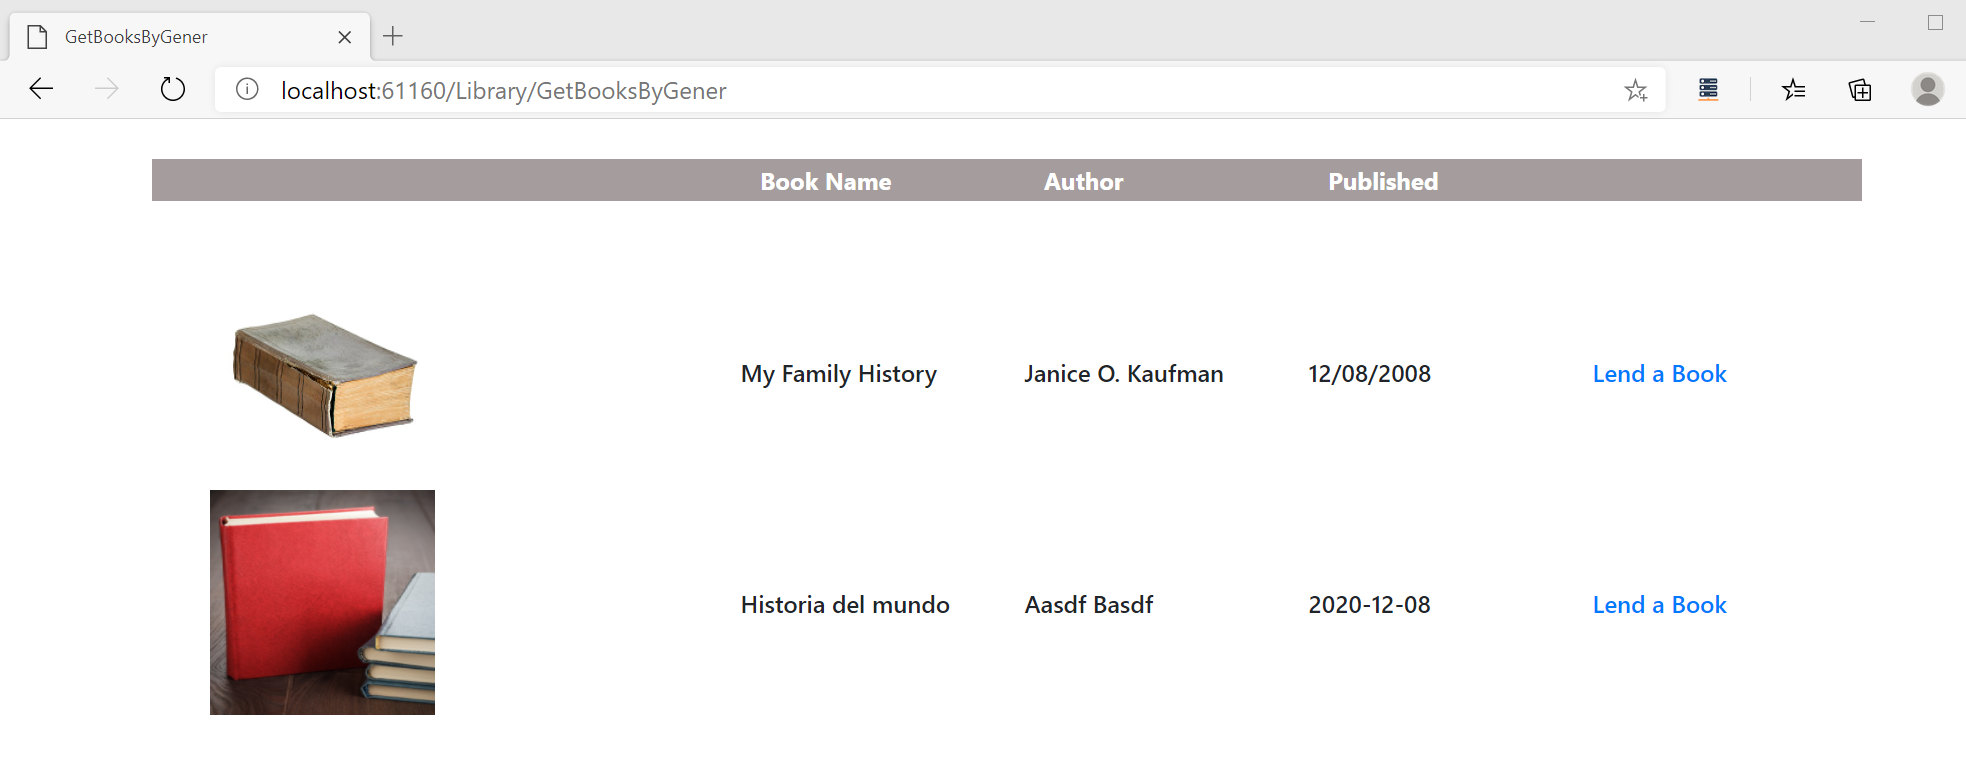 GetBooksByGener
localhost:61160/Library/GetBooksByGener
Book Name Author Published
My Family History Janice O. Kaufman 12/08/2008 Lend a Book
Historia del mundo Aasdf Basdf 2020-12-08 Lend a Book